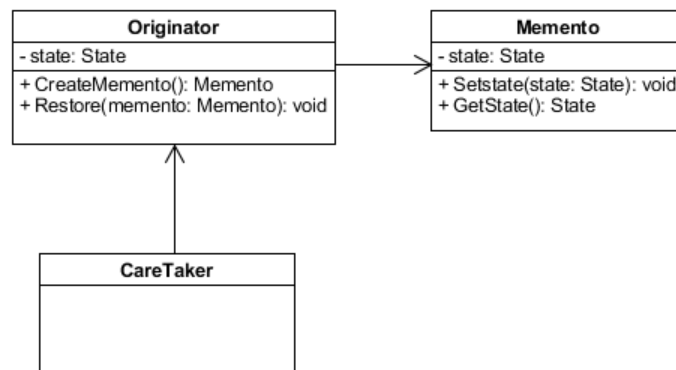 Originator
- state: State
+ CreateMemento(): Memento
+ Restore(memento: Memento): void
Memento
- state: State
+ Setstate(state: State): void
+ GetState(): State
CareTaker